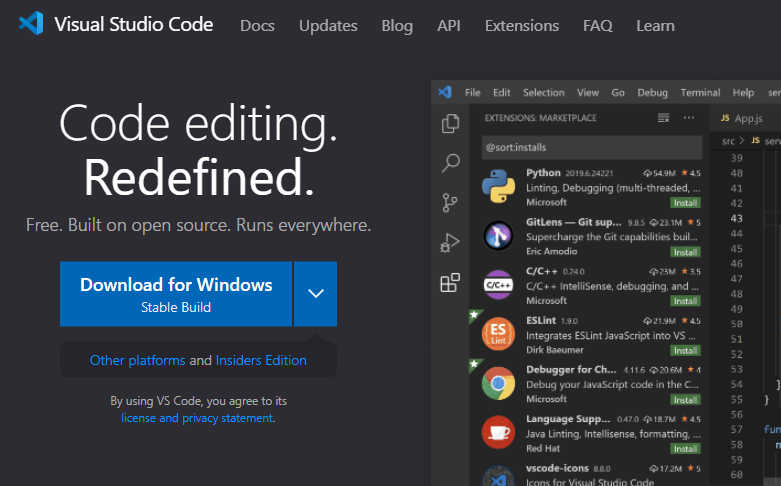 Visual Studio Code Docs Updates Blog API Extensions FAQ Learn
Code editing.
Redefined.
Free. Built on open source. Runs everywhere.
Download for Windows
Stable Build
Other platforms and Insiders Edition
By using VS Code, you agree to its
license and privacy statement.
File Edit Selection View Go Debug Terminal Help ser
EXTENSIONS: MARKETPLACE
@sort:installs
Python 2019.6.24221 54.9M ★ 4.5
Linting, Debugging (multi-threaded, ...
Microsoft Install
GitLens — Git sup... 9.8.5 23.1M ★ 5
Supercharge the Git capabilities buil...
Eric Amodio Install
C/C++
C/C++ 0.24.0 23M ★ 3.5
C/C++ IntelliSense, debugging, and ...
Microsoft Install
ES
Lint
ESLint 1.9.0 21.9M ★ 4.5
Integrates ESLint JavaScript into VS ...
Dirk Baeumer Install
Debugger for Ch... 4.11.6 20.6M ★ 4
Debug your JavaScript code in the C...
Microsoft Install
Language Supp... 0.47.0 18.7M ★ 4.5
Java Linting, Intellisense, formatting, ...
Red Hat Install
vscode-icons 8.8.0 17.2M ★ 5
Icons for Visual Studio Code
JS App.js
src > JS serv
39
40
41
42
43
44
45
46
47
48
49
50
51
52
53
54 ]
55 }
56
57 fun
58
59
60